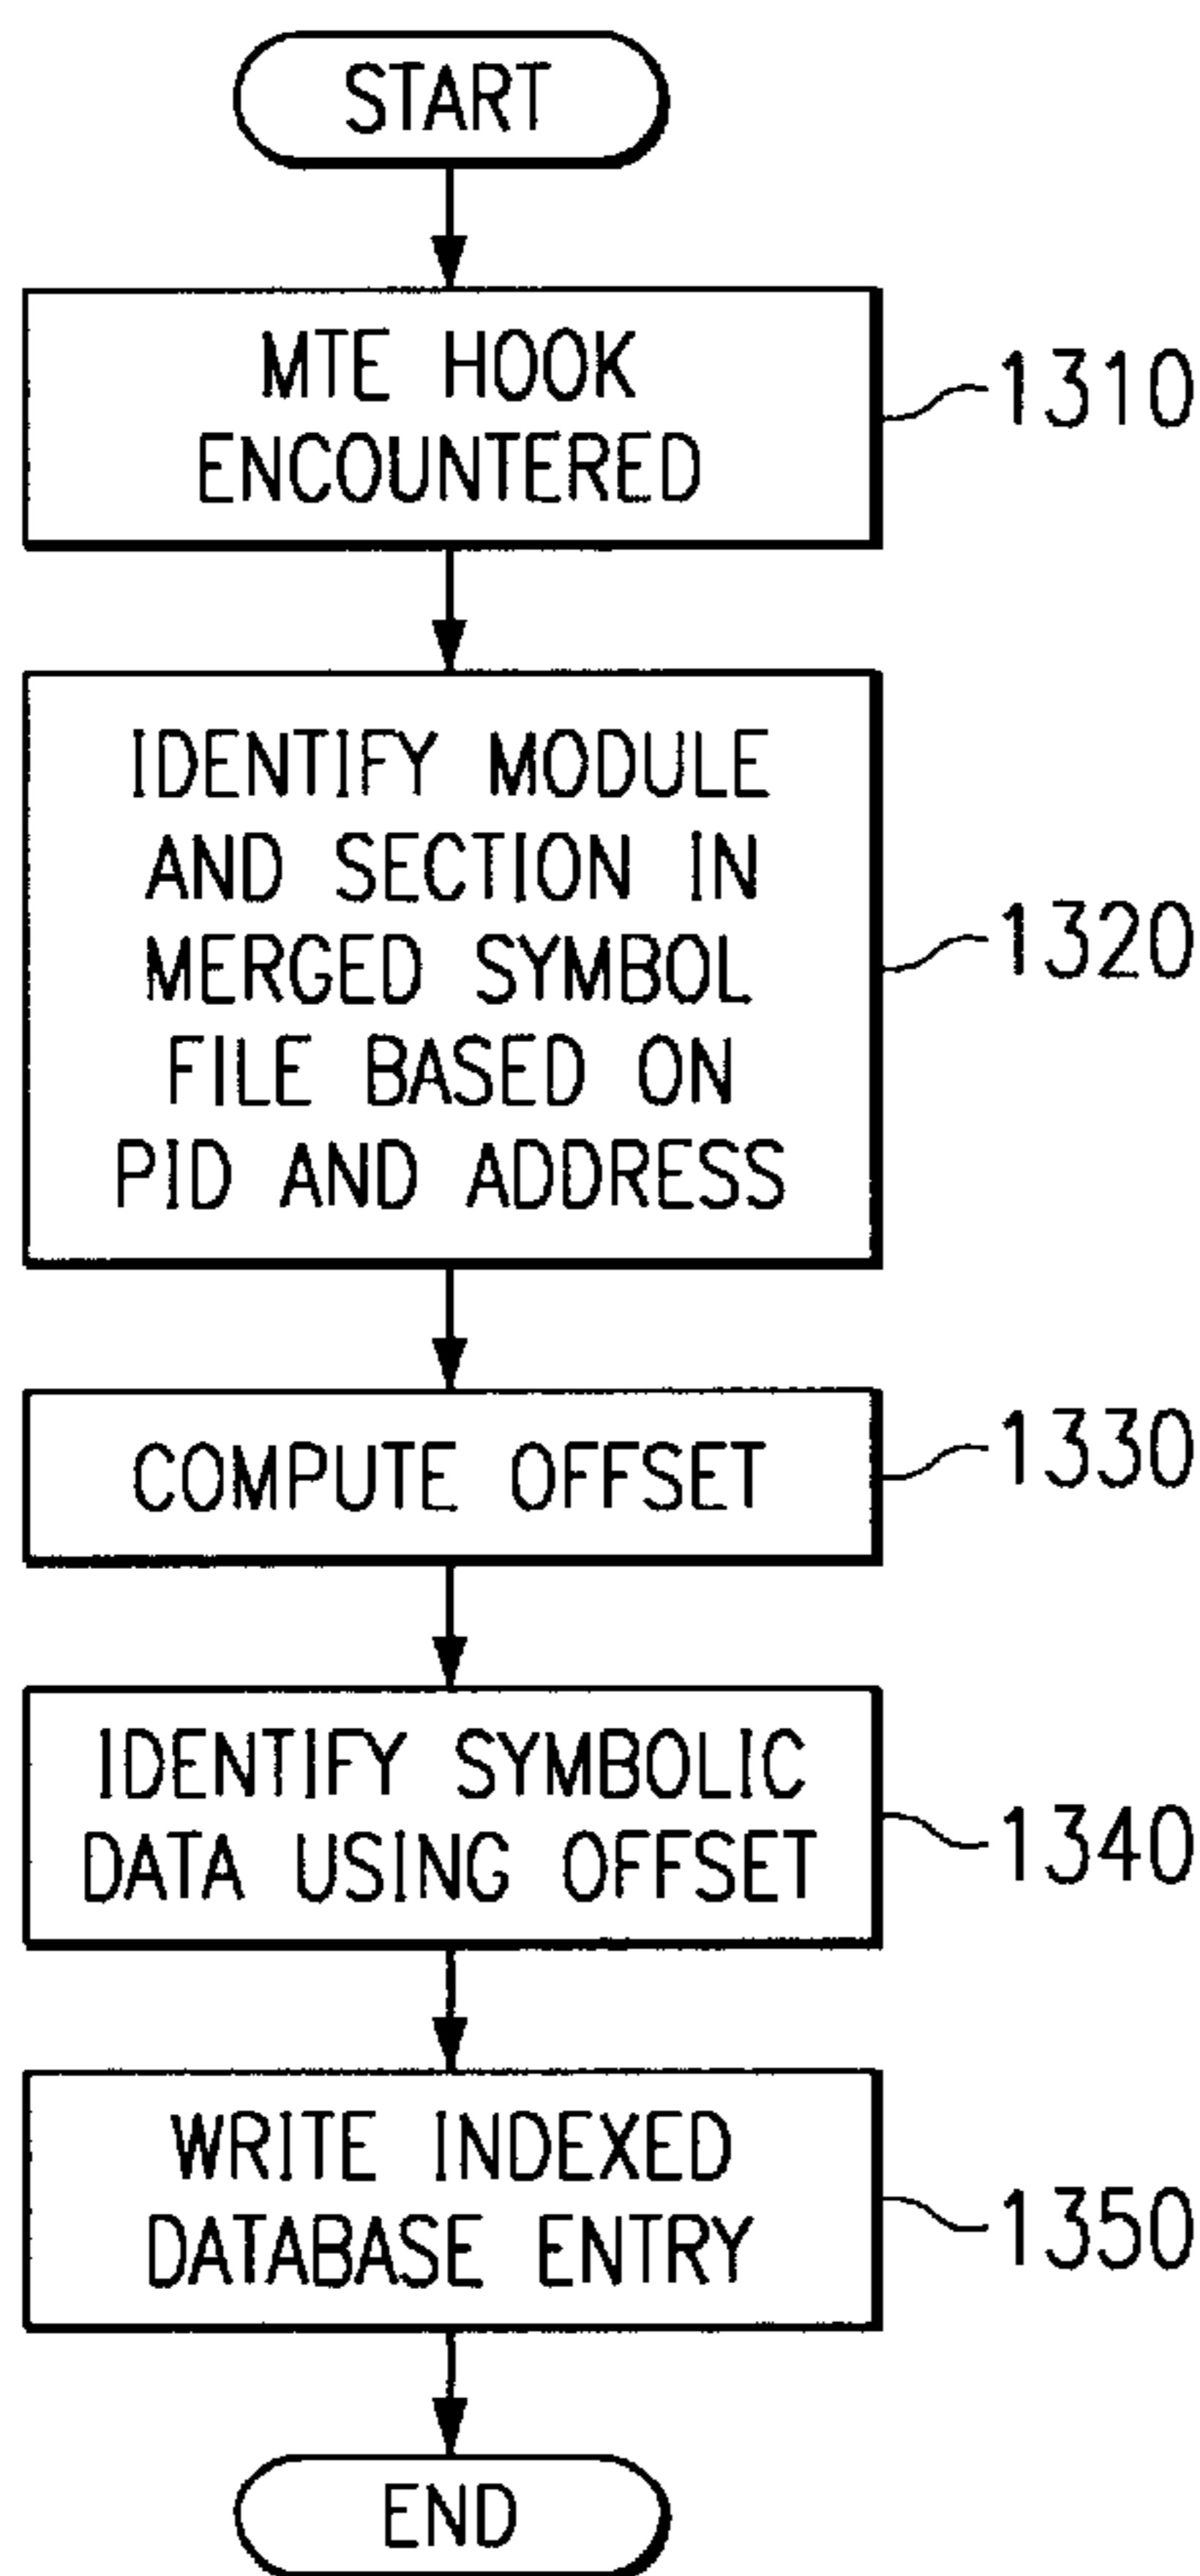 START
MTE HOOK
ENCOUNTERED
1310
IDENTIFY MODULE
AND SECTION IN
MERGED SYMBOL
FILE BASED ON
PID AND ADDRESS
1320
COMPUTE OFFSET
1330
IDENTIFY SYMBOLIC
DATA USING OFFSET
1340
WRITE INDEXED
DATABASE ENTRY
1350
END